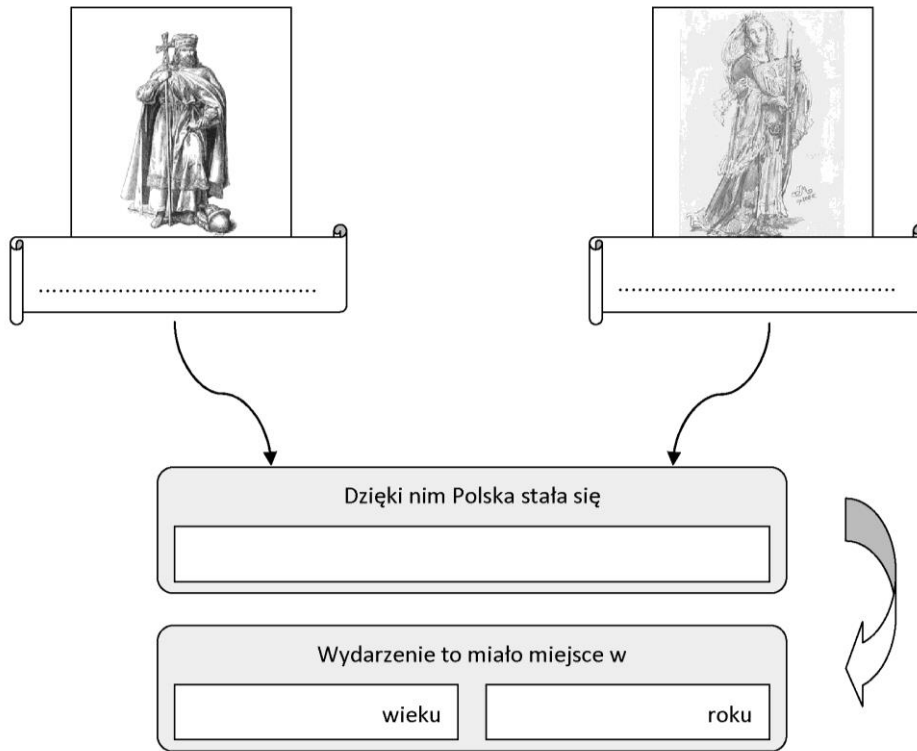 ........................................
........................................
Dzięki nim Polska stała się
Wydarzenie to miało miejsce w
wieku
roku